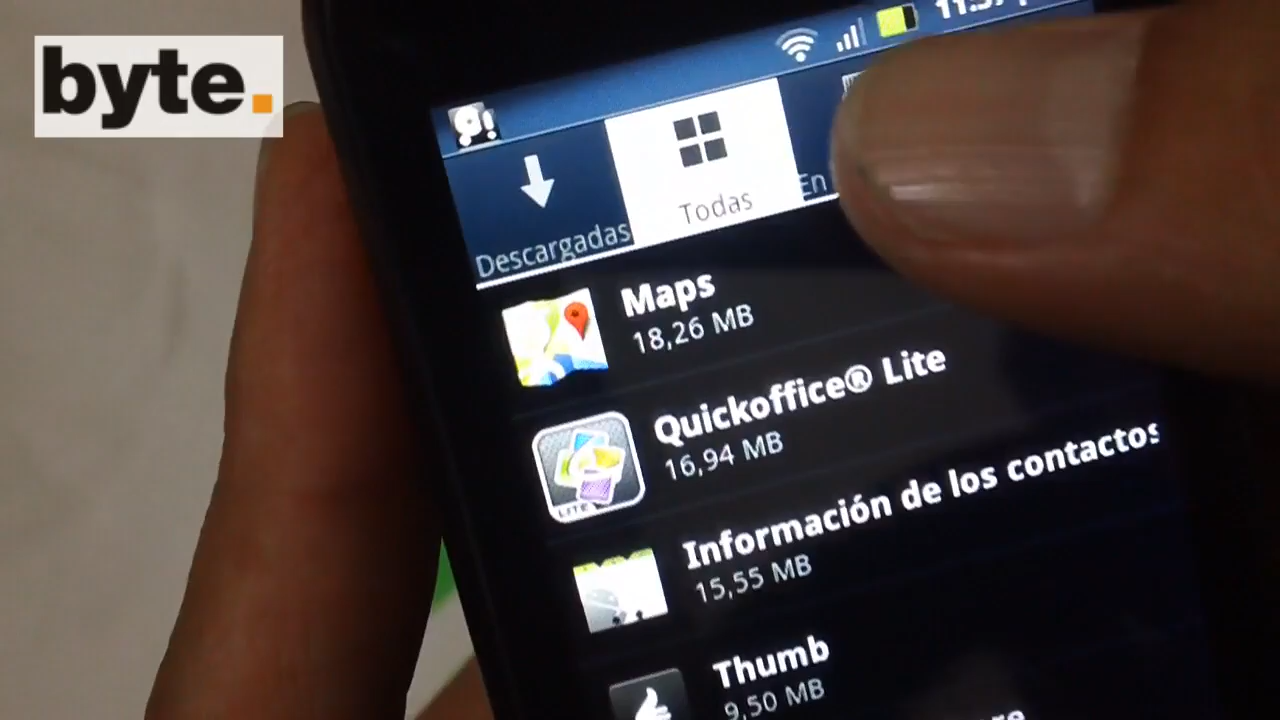 byte.
Descargadas
Todas
En
Maps
18,26 MB
Quickoffice® Lite
16,94 MB
LITE
Información de los contactos
15,55 MB
Thumb
9,50 MB